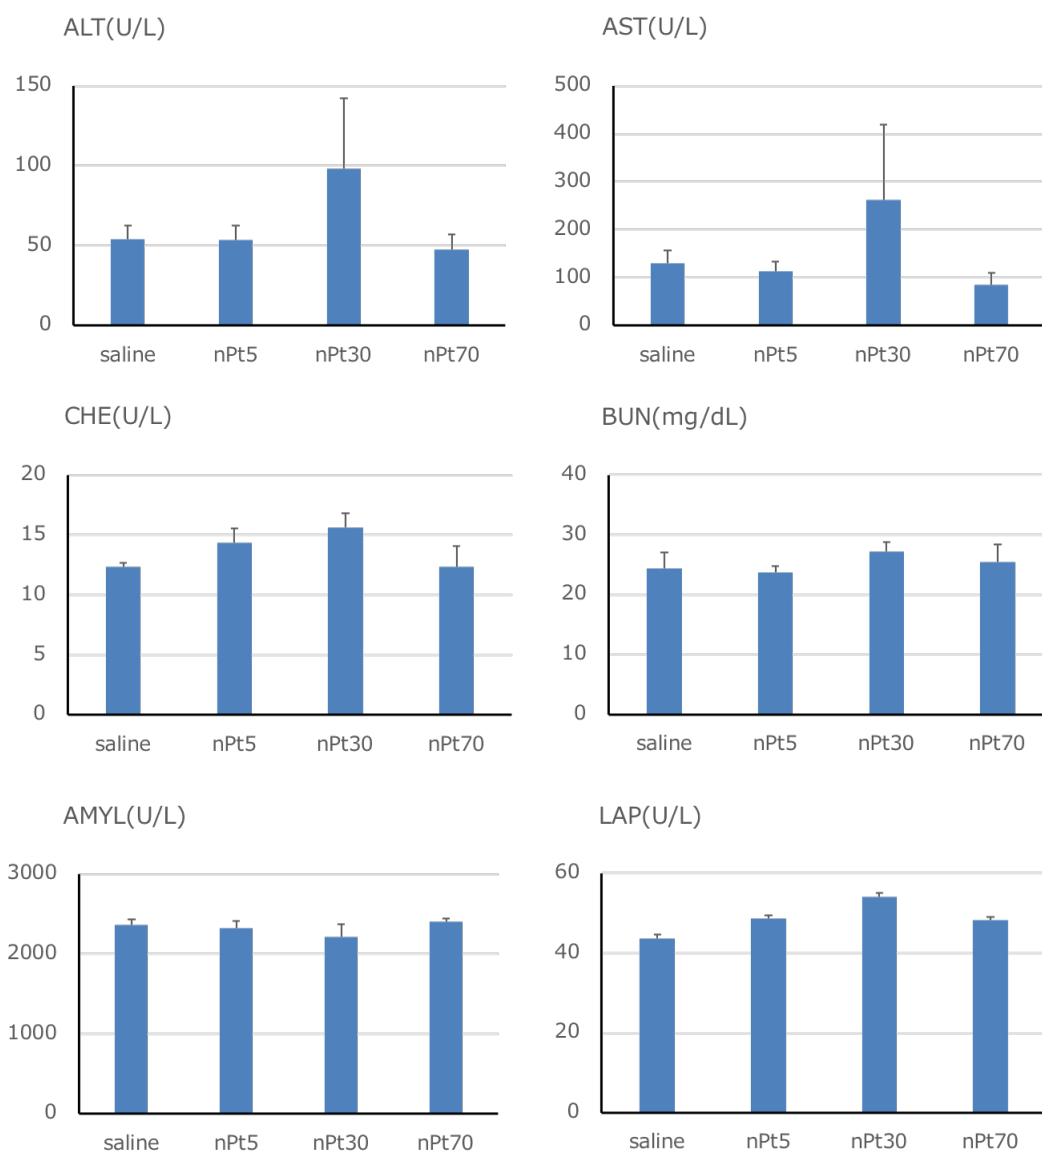 ALT(U/L)
AST(U/L)
150
100
50
0
saline nPt5 nPt30 nPt70
500
400
300
200
100
0
saline nPt5 nPt30 nPt70
CHE(U/L)
BUN(mg/dL)
20
15
10
5
0
saline nPt5 nPt30 nPt70
40
30
20
10
0
saline nPt5 nPt30 nPt70
AMYL(U/L)
LAP(U/L)
3000
2000
1000
0
saline nPt5 nPt30 nPt70
60
40
20
0
saline nPt5 nPt30 nPt70